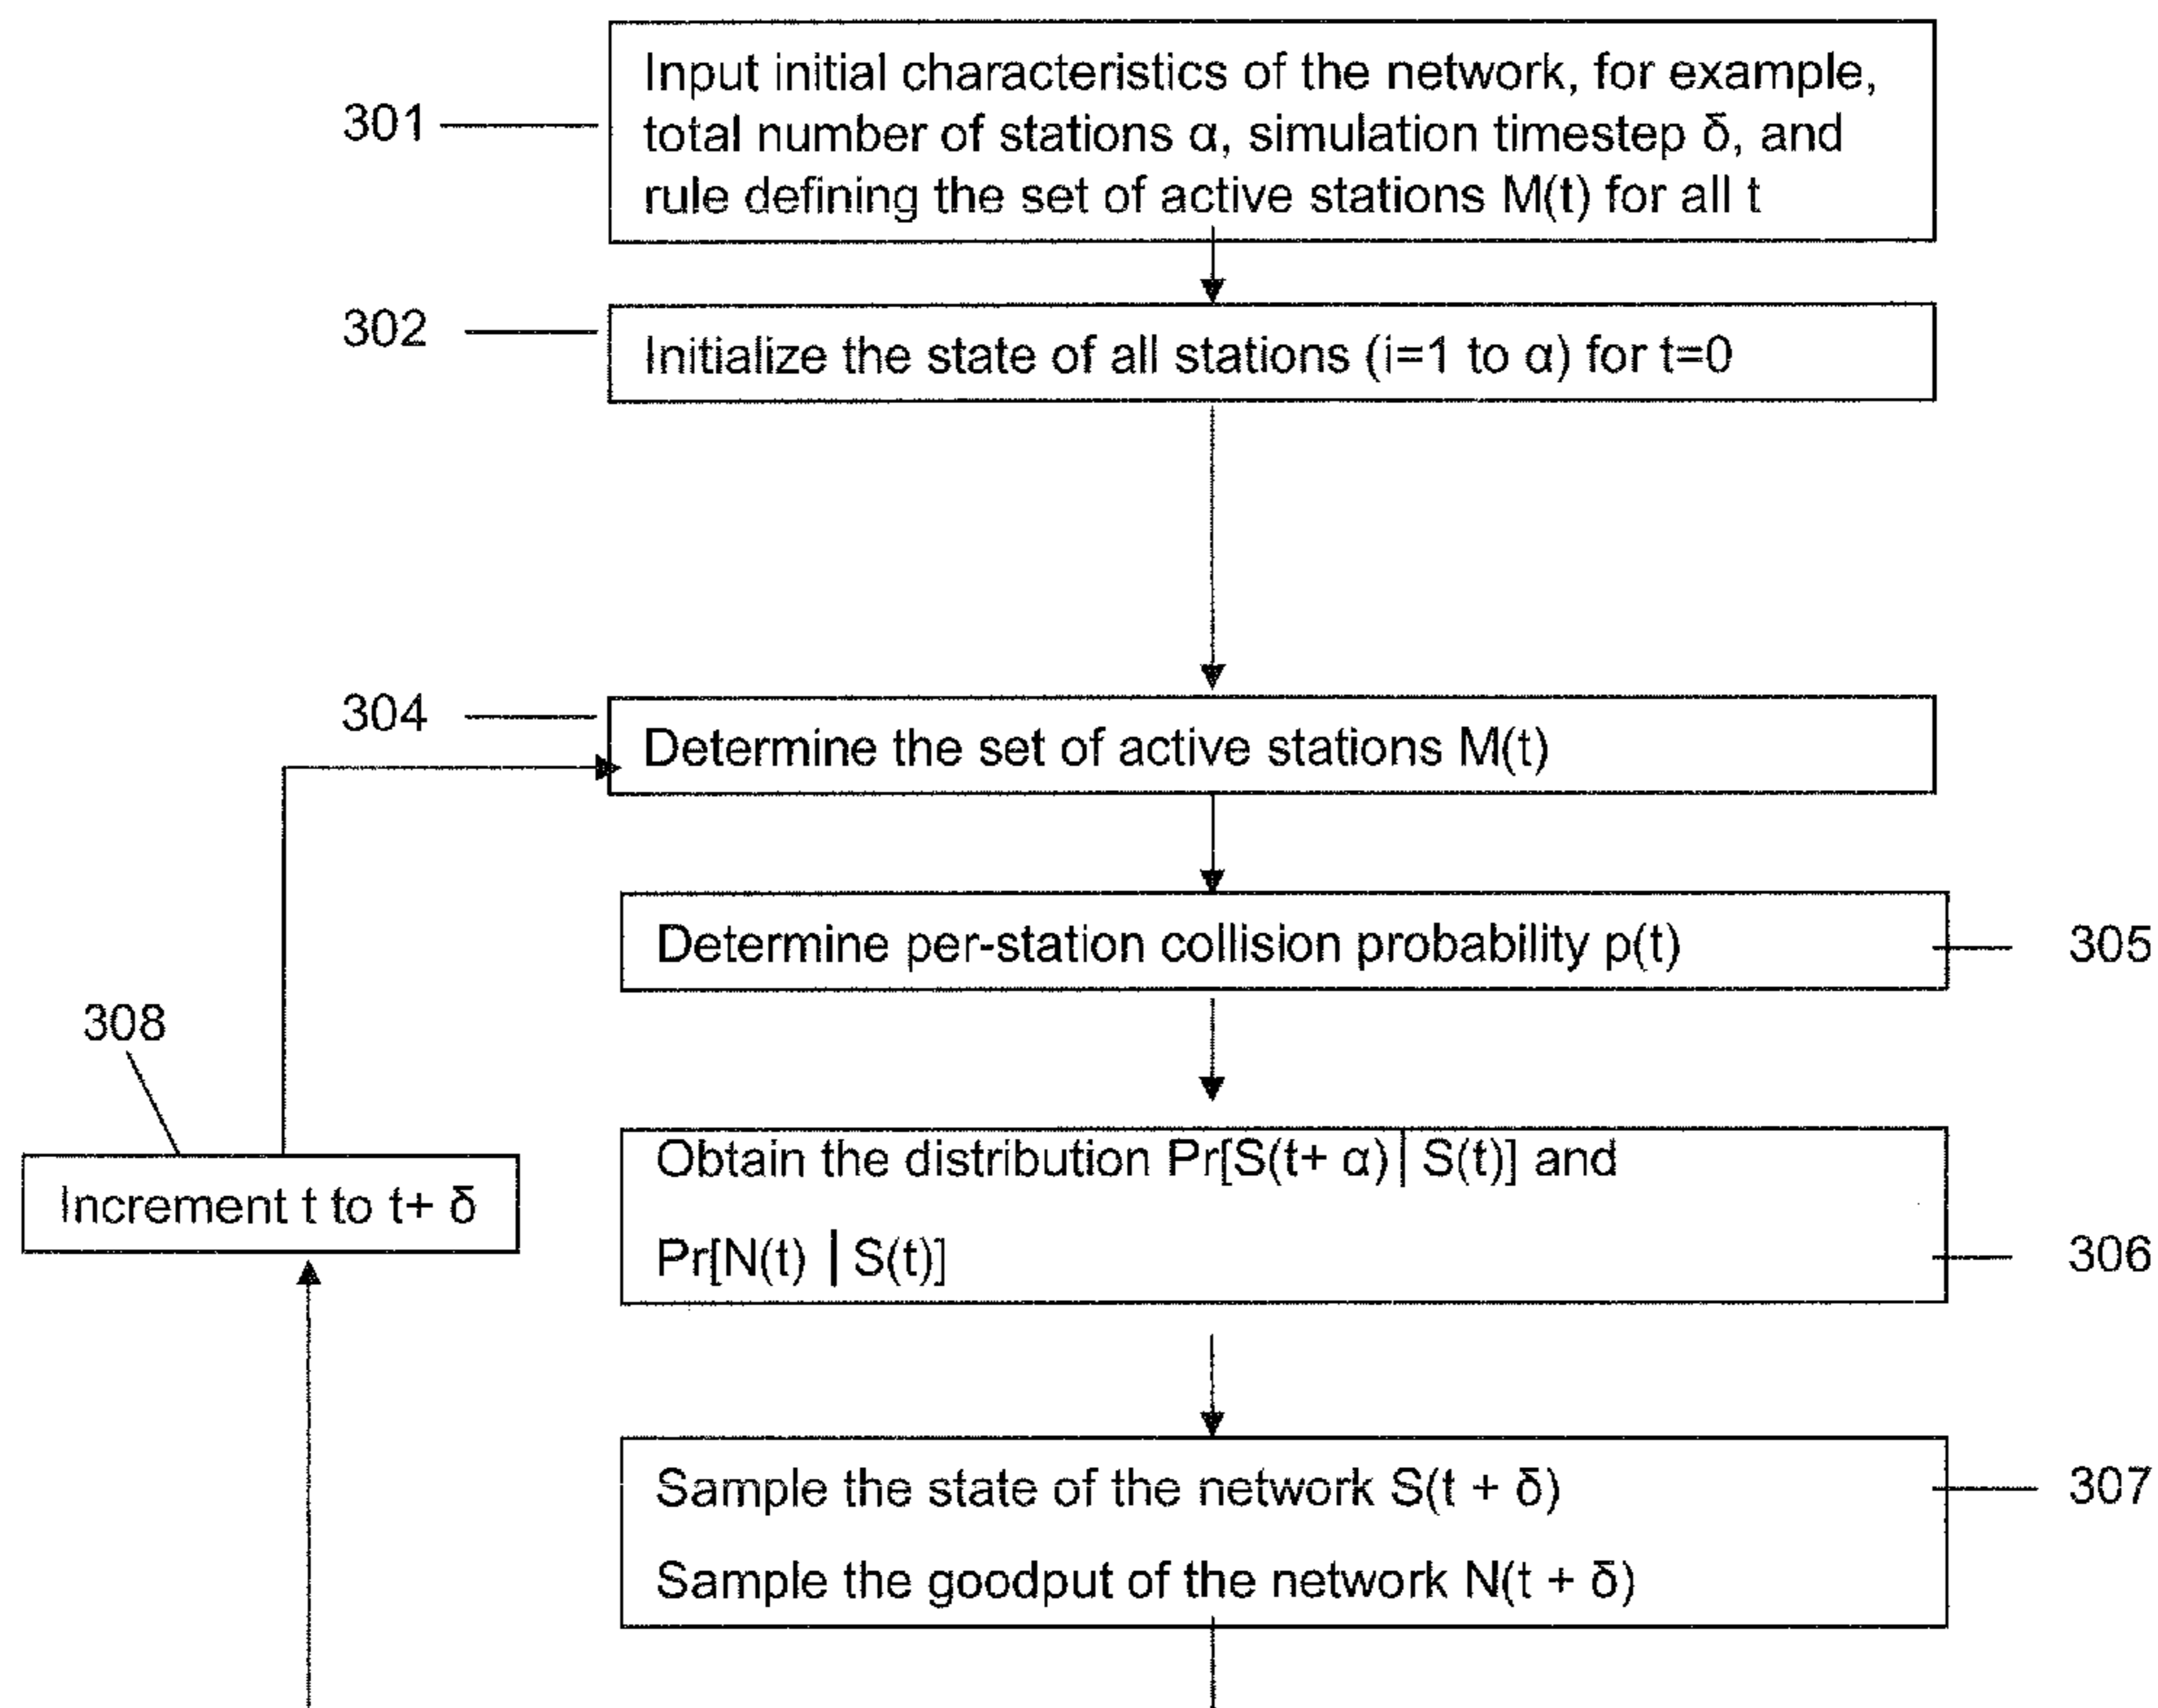 301
Input initial characteristics of the network, for example,
total number of stations α, simulation timestep δ, and
rule defining the set of active stations M(t) for all t
302
Initialize the state of all stations (i=1 to α) for t=0
304
Determine the set of active stations M(t)
Determine per-station collision probability p(t)
305
308
Increment t to t+ δ
Obtain the distribution Pr[S(t+ α)| S(t)] and
Pr[N(t) | S(t)]
306
Sample the state of the network S(t + δ)
307
Sample the goodput of the network N(t + δ)